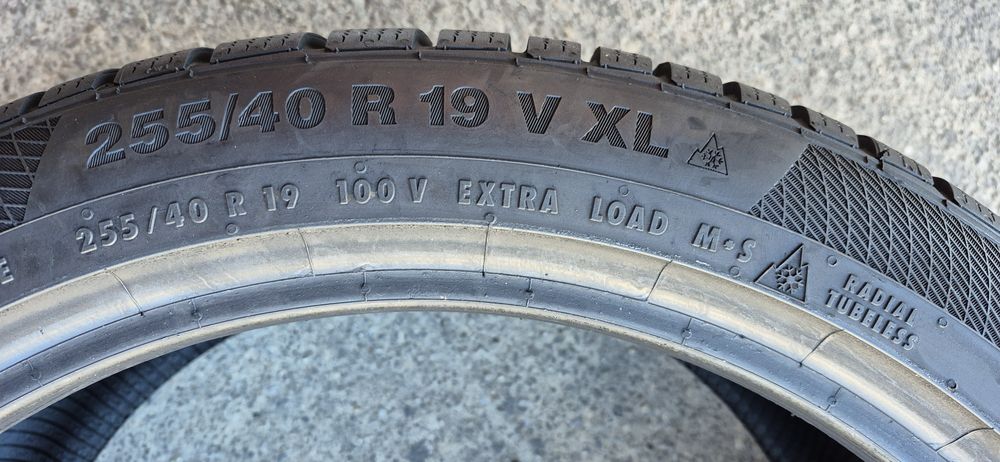 255/40 R 19 V XL
E 255/40 R 19 100 V EXTRA LOAD M•S RADIAL
TUBELESS